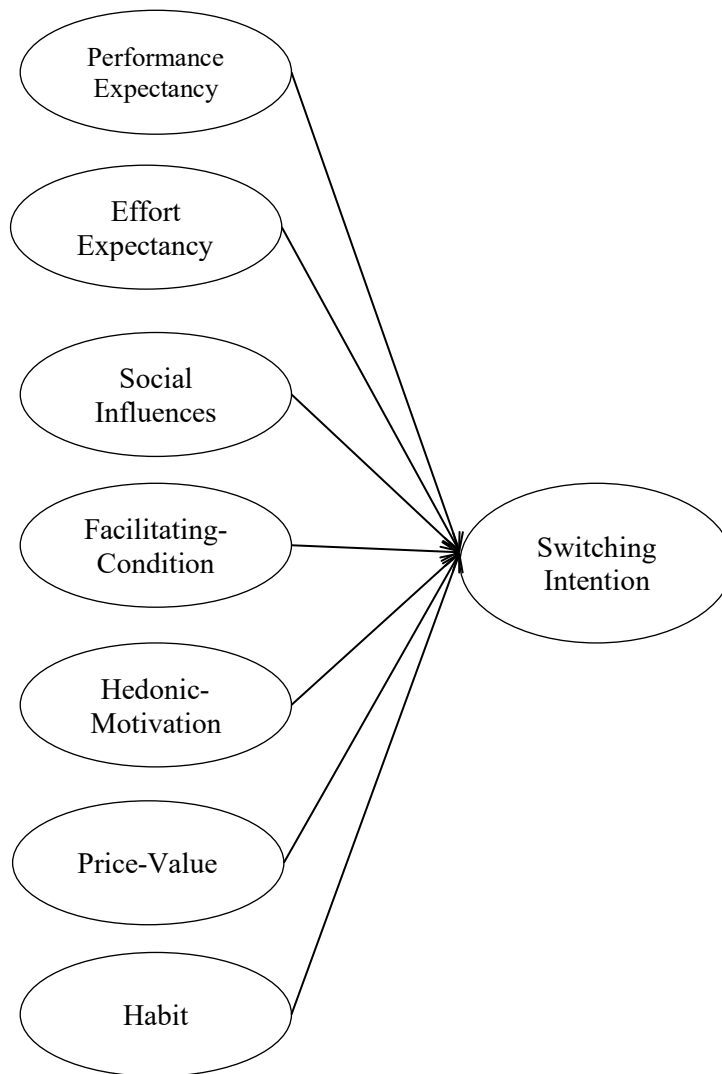 Performance
Expectancy
Effort
Expectancy
Social
Influences
Facilitating-
Condition
Switching
Intention
Hedonic-
Motivation
Price-Value
Habit